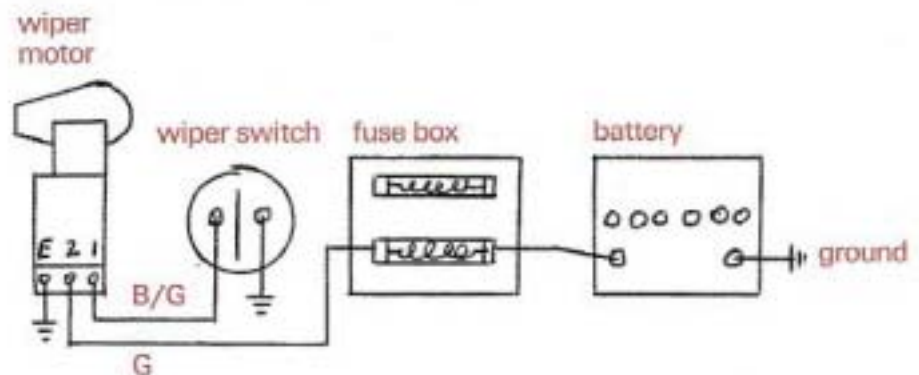 wiper
motor
wiper switch
fuse box
battery
E 2 1
ground
B/G
G